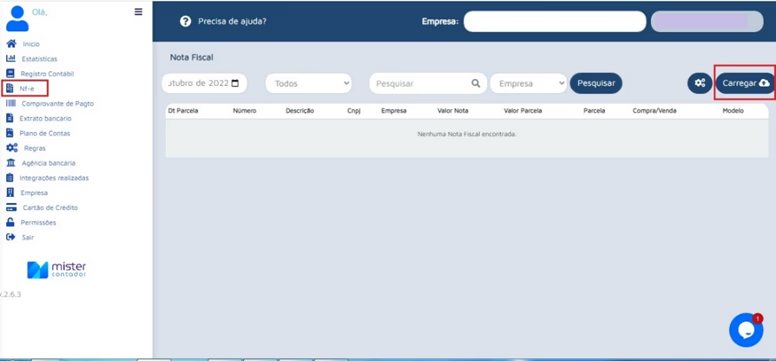 Olá,
Inicio
Estatísticas
Registro Contábil
NF-e
Comprovante de Pagto
Extrato bancário
Plano de Contas
Regras
Agência bancária
Integrações realizadas
Empresa
Cartão de Crédito
Permissões
Sair
mister
contador
.2.6.3
Precisa de ajuda?
Empresa:
Nota Fiscal
utubro de 2022 Todos Pesquisar Empresa Pesquisar Carregar
Dt Parcela Número Descrição Cnpj Empresa Valor Nota Valor Parcela Parcela Compra/Venda Modelo
Nenhuma Nota Fiscal encontrada.
1